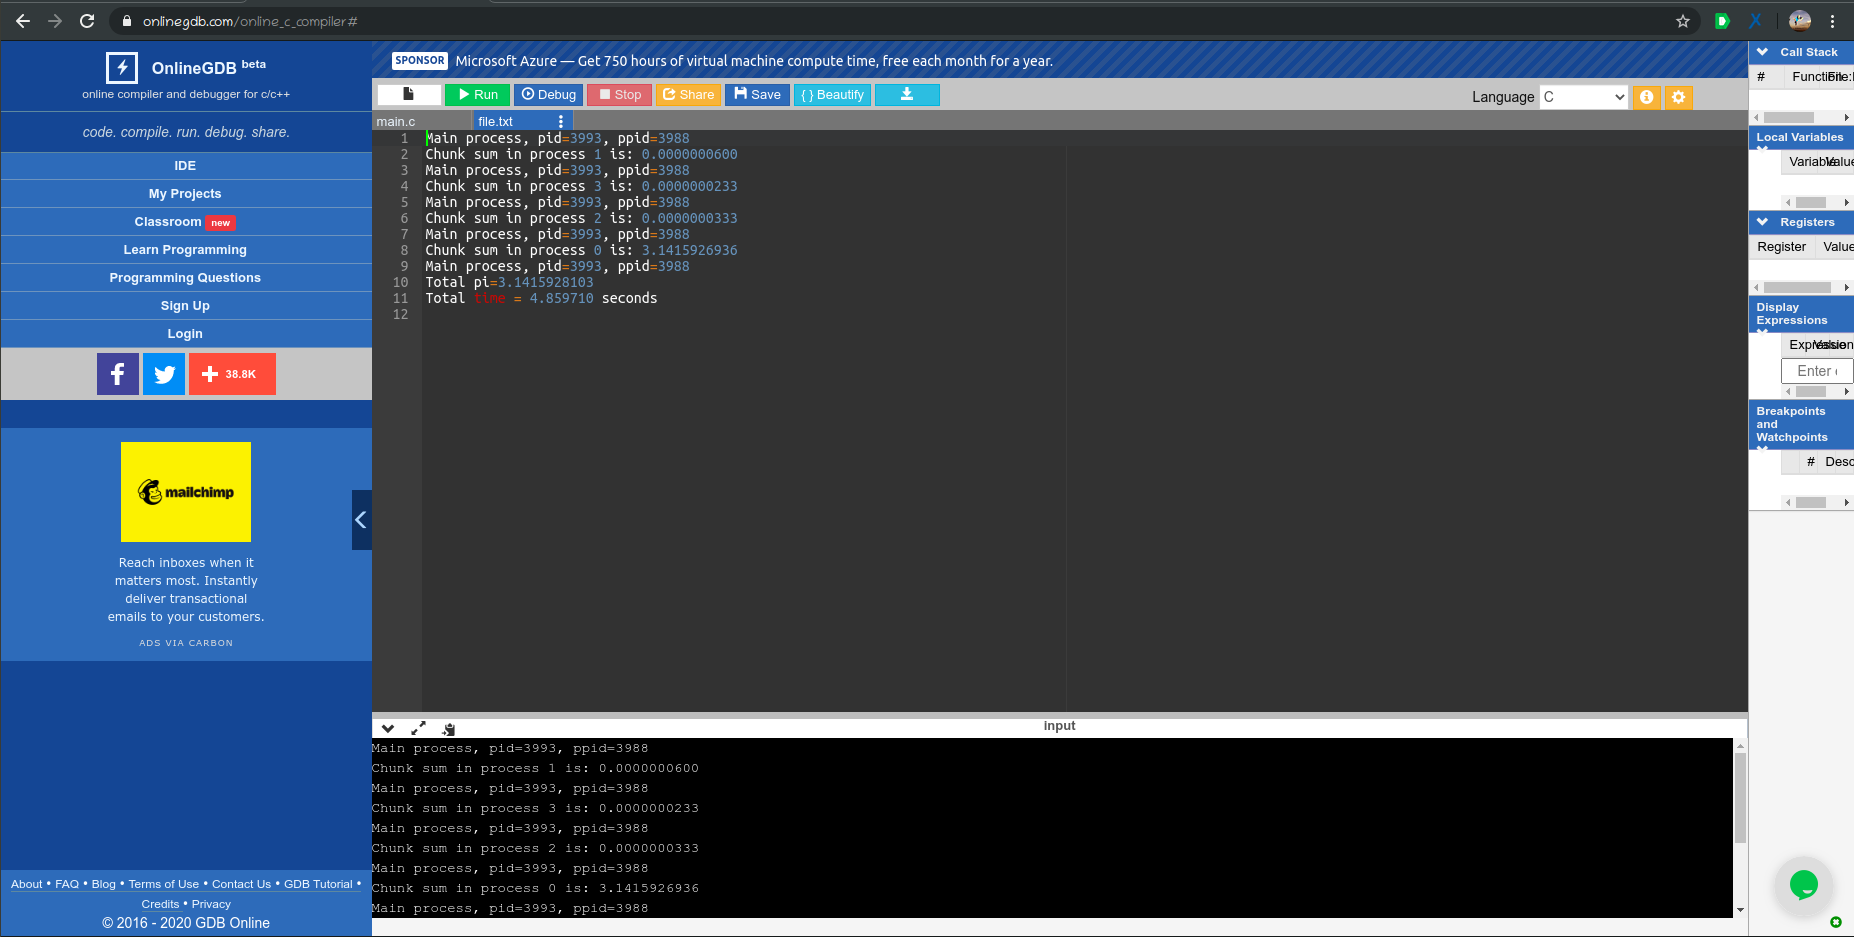 onlinegdb.com/online_c_compiler#
OnlineGDB beta
online compiler and debugger for c/c++
code. compile. run. debug. share.
IDE
My Projects
Classroom new
Learn Programming
Programming Questions
Sign Up
Login
38.8K
mailchimp
Reach inboxes when it
matters most. Instantly
deliver transactional
emails to your customers.
ADS VIA CARBON
About • FAQ • Blog • Terms of Use • Contact Us • GDB Tutorial •
Credits • Privacy
© 2016 - 2020 GDB Online
SPONSOR Microsoft Azure — Get 750 hours of virtual machine compute time, free each month for a year.
Run Debug Stop Share Save { } Beautify
Language C
main.c file.txt
1 Main process, pid=3993, ppid=3988
2 Chunk sum in process 1 is: 0.0000000600
3 Main process, pid=3993, ppid=3988
4 Chunk sum in process 3 is: 0.0000000233
5 Main process, pid=3993, ppid=3988
6 Chunk sum in process 2 is: 0.0000000333
7 Main process, pid=3993, ppid=3988
8 Chunk sum in process 0 is: 3.1415926936
9 Main process, pid=3993, ppid=3988
10 Total pi=3.1415928103
11 Total time = 4.859710 seconds
12
input
Main process, pid=3993, ppid=3988
Chunk sum in process 1 is: 0.0000000600
Main process, pid=3993, ppid=3988
Chunk sum in process 3 is: 0.0000000233
Main process, pid=3993, ppid=3988
Chunk sum in process 2 is: 0.0000000333
Main process, pid=3993, ppid=3988
Chunk sum in process 0 is: 3.1415926936
Main process, pid=3993, ppid=3988
Call Stack
# Function
Local Variables
Variable Value
Registers
Register Value
Display
Expressions
Expression Value
Enter
Breakpoints
and
Watchpoints
# Desc